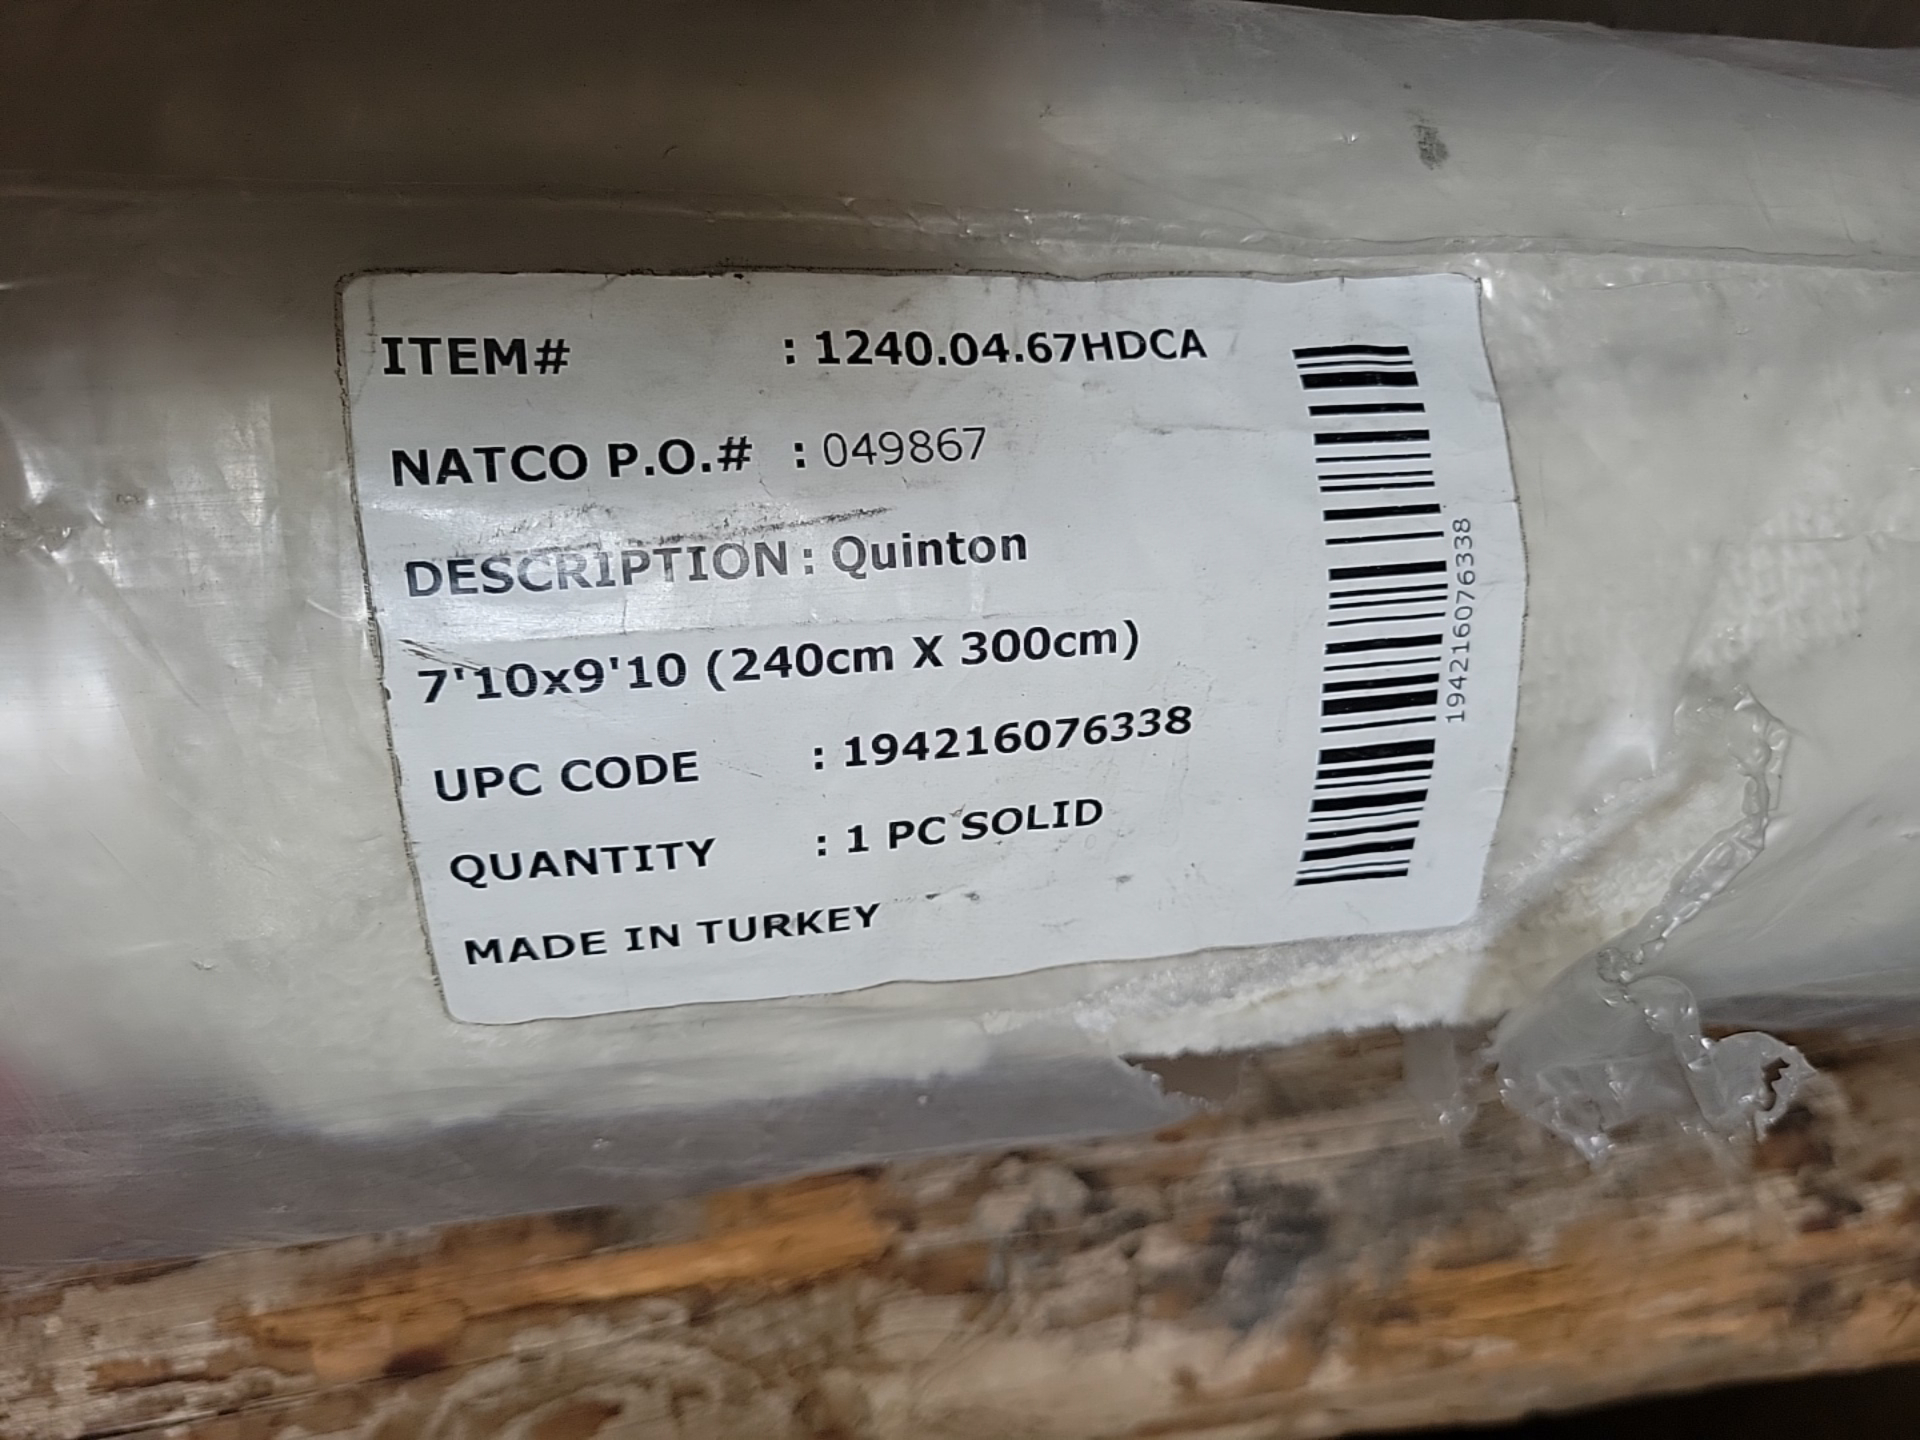 ITEM# : 1240.04.67HDCA
NATCO P.O.# : 049867
DESCRIPTION : Quinton
7'10x9'10 (240cm X 300cm)
UPC CODE : 194216076338
QUANTITY : 1 PC SOLID
MADE IN TURKEY
194216076338